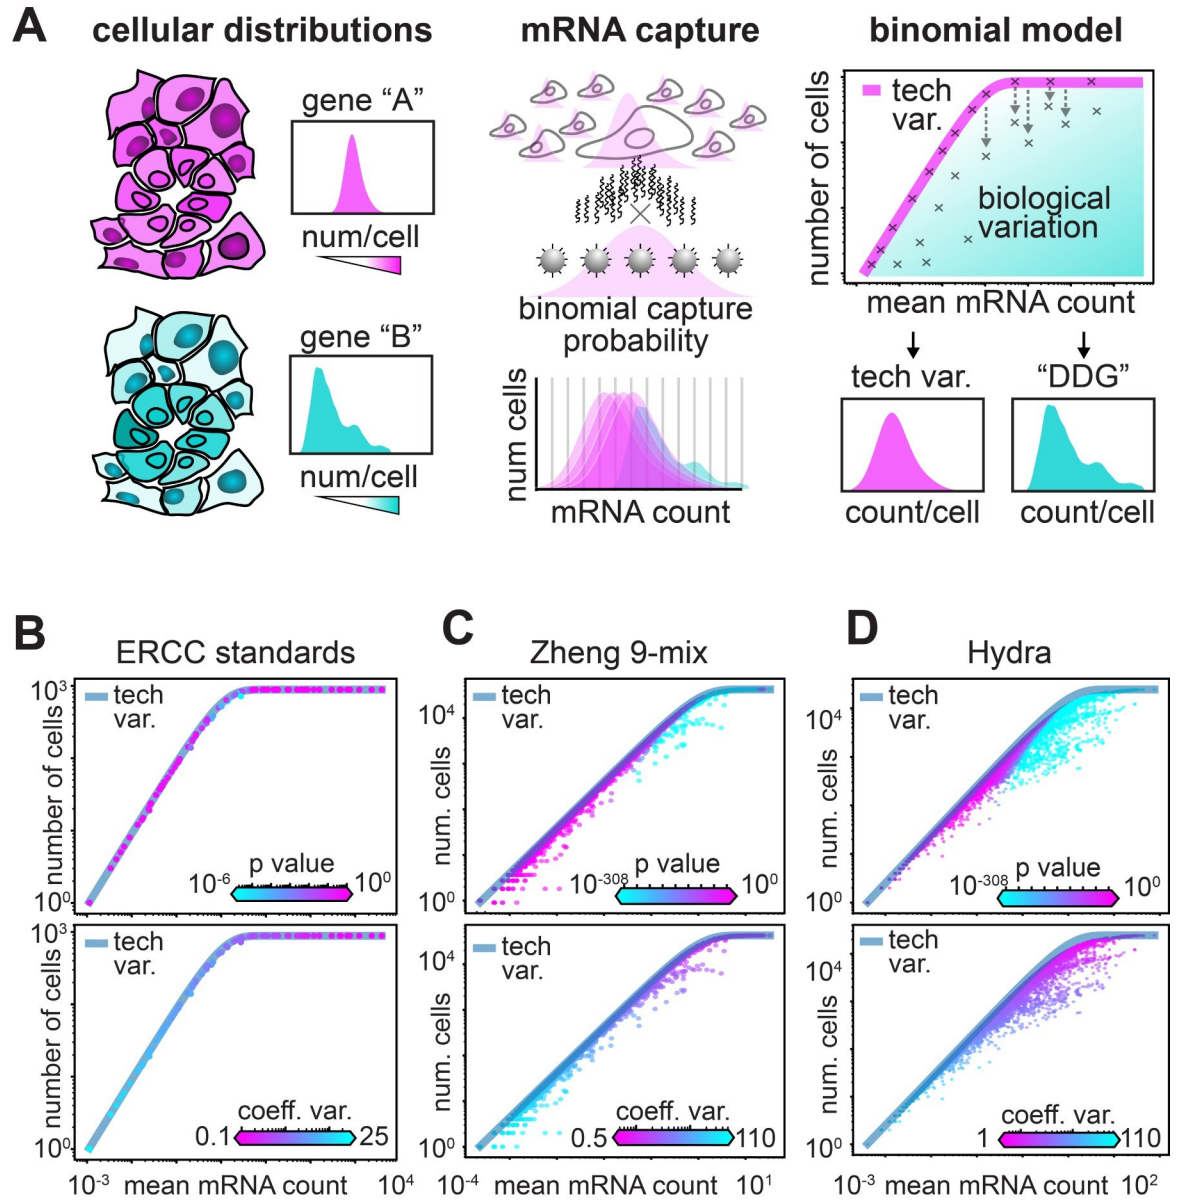 A
cellular distributions
mRNA capture
binomial model
gene “A”
num/cell
gene “B”
num/cell
binomial capture
probability
num cells
mRNA count
number of cells
tech
var.
biological
variation
mean mRNA count
tech var.
“DDG”
count/cell
count/cell
B
ERCC standards
10³
number of cells
10⁰
tech
var.
p value
10⁻⁶
10⁰
10³
number of cells
10⁰
tech
var.
coeff. var.
0.1
25
10⁻³
mean mRNA count
10⁴
C
Zheng 9-mix
10⁴
num. cells
10⁰
tech
var.
p value
10⁻³⁰⁸
10⁰
10⁴
num. cells
10⁰
tech
var.
coeff. var.
0.5
110
10⁻⁴
mean mRNA count
10¹
D
Hydra
10⁴
num. cells
10⁰
tech
var.
p value
10⁻³⁰⁸
10⁰
10⁴
num. cells
10⁰
tech
var.
coeff. var.
1
110
10⁻³
mean mRNA count
10²